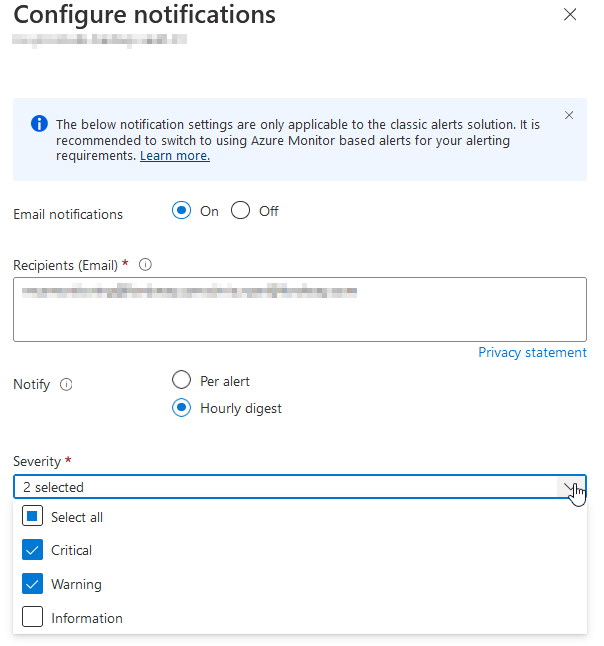 Configure notifications
The below notification settings are only applicable to the classic alerts solution. It is
recommended to switch to using Azure Monitor based alerts for your alerting
requirements. Learn more.
Email notifications
On
Off
Recipients (Email) *
Privacy statement
Notify
Per alert
Hourly digest
Severity *
2 selected
Select all
Critical
Warning
Information